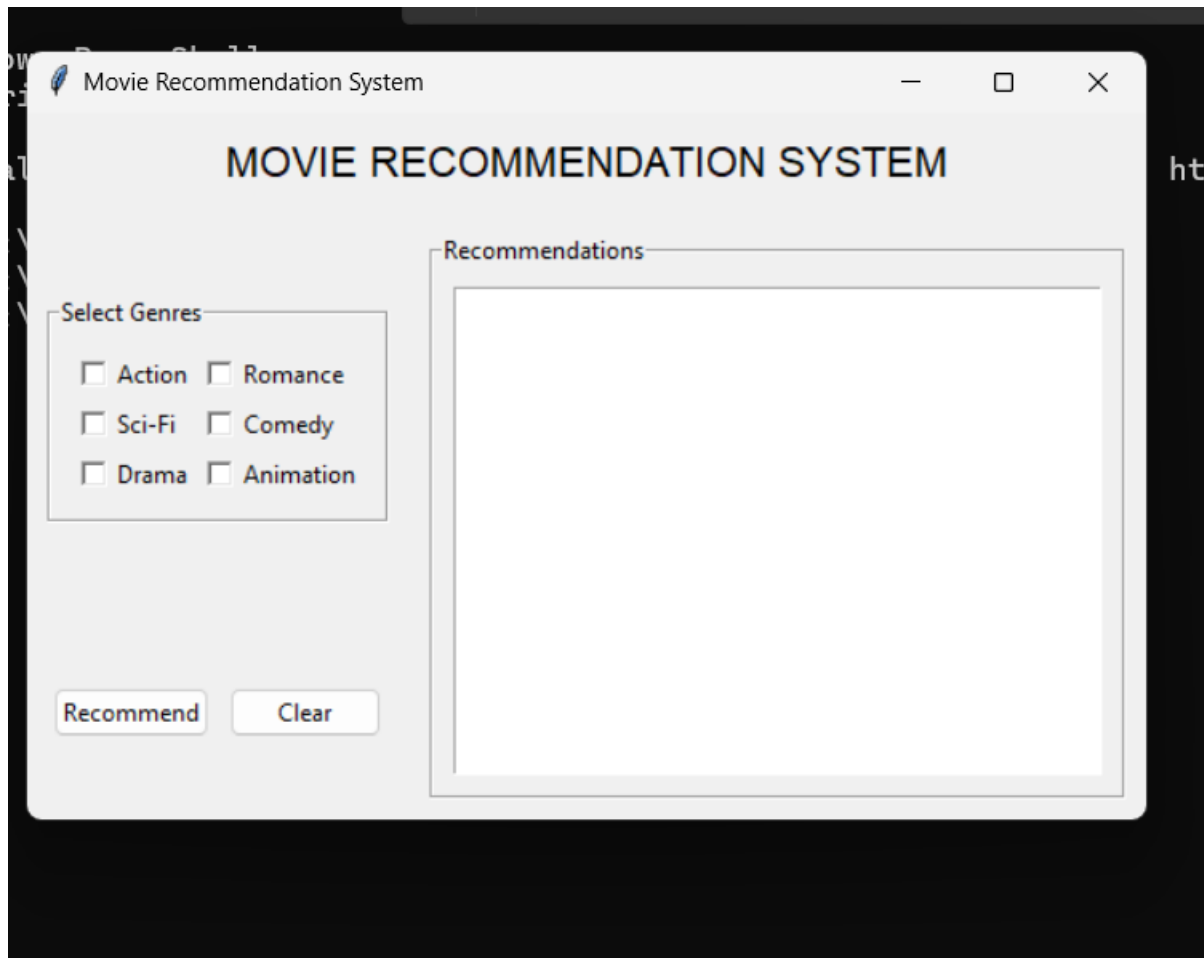 Movie Recommendation System
MOVIE RECOMMENDATION SYSTEM
Recommendations
Select Genres
Action Romance
Sci-Fi Comedy
Drama Animation
Recommend Clear